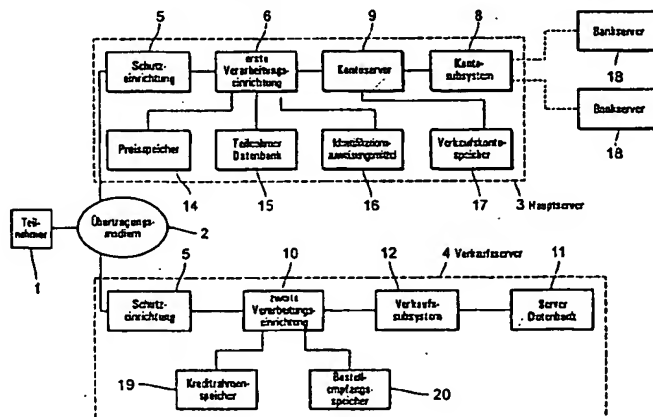 5
6
9
8
Bankserver
18
Schutz-
einrichtung
erste
Verarbeitungs-
einrichtung
Kontoserver
Konto-
subsystem
Bankserver
18
Preisspeicher
Teilnehmer
Datenbank
Identifikations-
zuweisungsmittel
Verkaufskonto-
speicher
14
15
16
17
3 Hauptserver
Teil-
nehmer
1
Übertragungs-
medium
2
5
10
12
4 Verkaufsserver
11
Schutz-
einrichtung
zweite
Verarbeitungs-
einrichtung
Verkaufs-
subsystem
Server
Datenbank
19
Kreditrahmen-
speicher
Bestell-
empfangs-
speicher
20